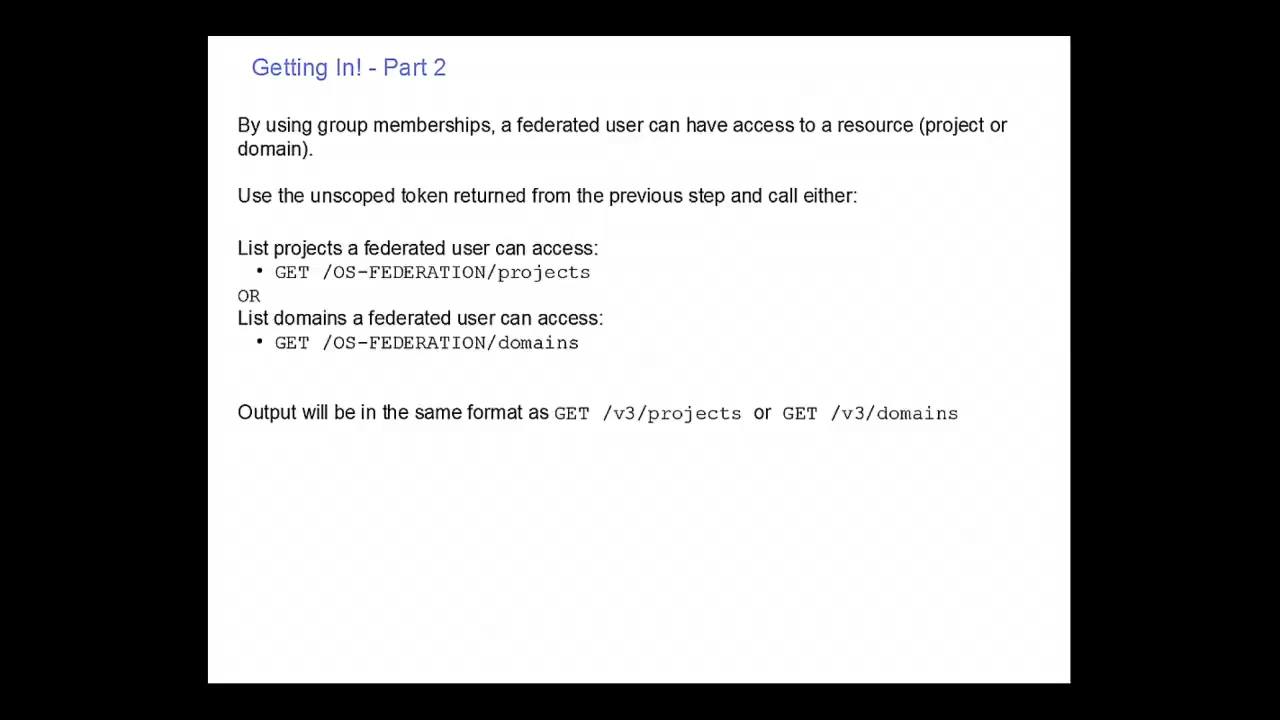 Getting In! - Part 2
By using group memberships, a federated user can have access to a resource (project or
domain).
Use the unscoped token returned from the previous step and call either:
List projects a federated user can access:
• GET /OS-FEDERATION/projects
OR
List domains a federated user can access:
• GET /OS-FEDERATION/domains
Output will be in the same format as GET /v3/projects or GET /v3/domains